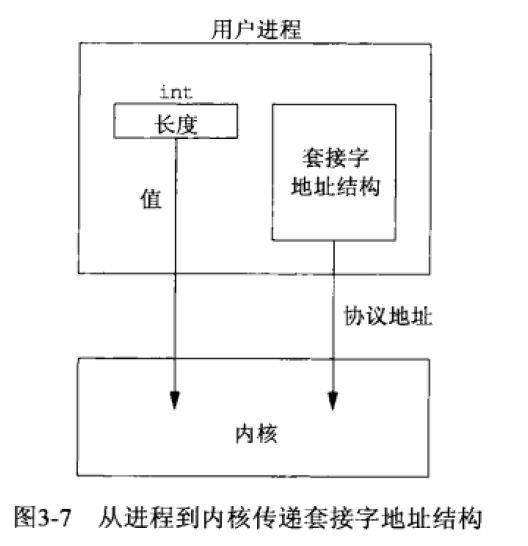 用户进程
int
长度
套接字
地址结构
值
协议地址
内核
图3-7 从进程到内核传递套接字地址结构